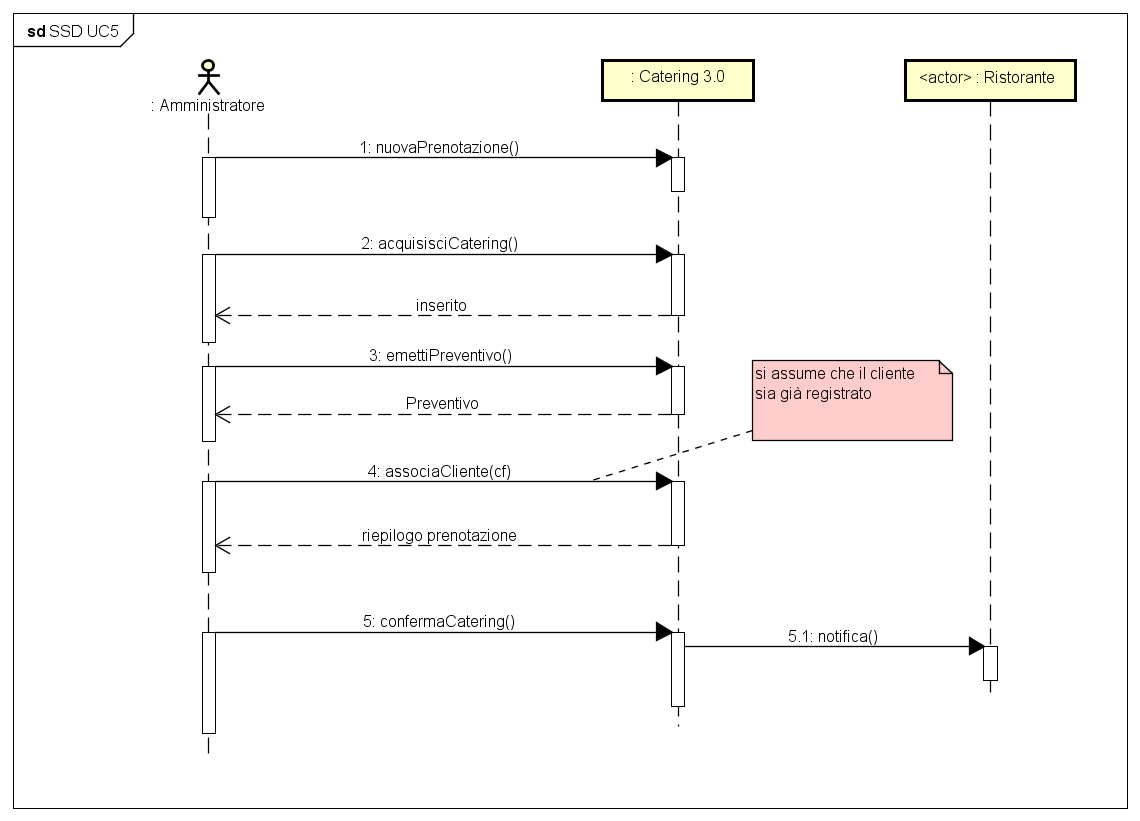 sd SSD UC5
: Amministratore
: Catering 3.0
<actor> : Ristorante
1: nuovaPrenotazione()
2: acquisisciCatering()
inserito
3: emettiPreventivo()
Preventivo
si assume che il cliente
sia già registrato
4: associaCliente(cf)
riepilogo prenotazione
5: confermaCatering()
5.1: notifica()